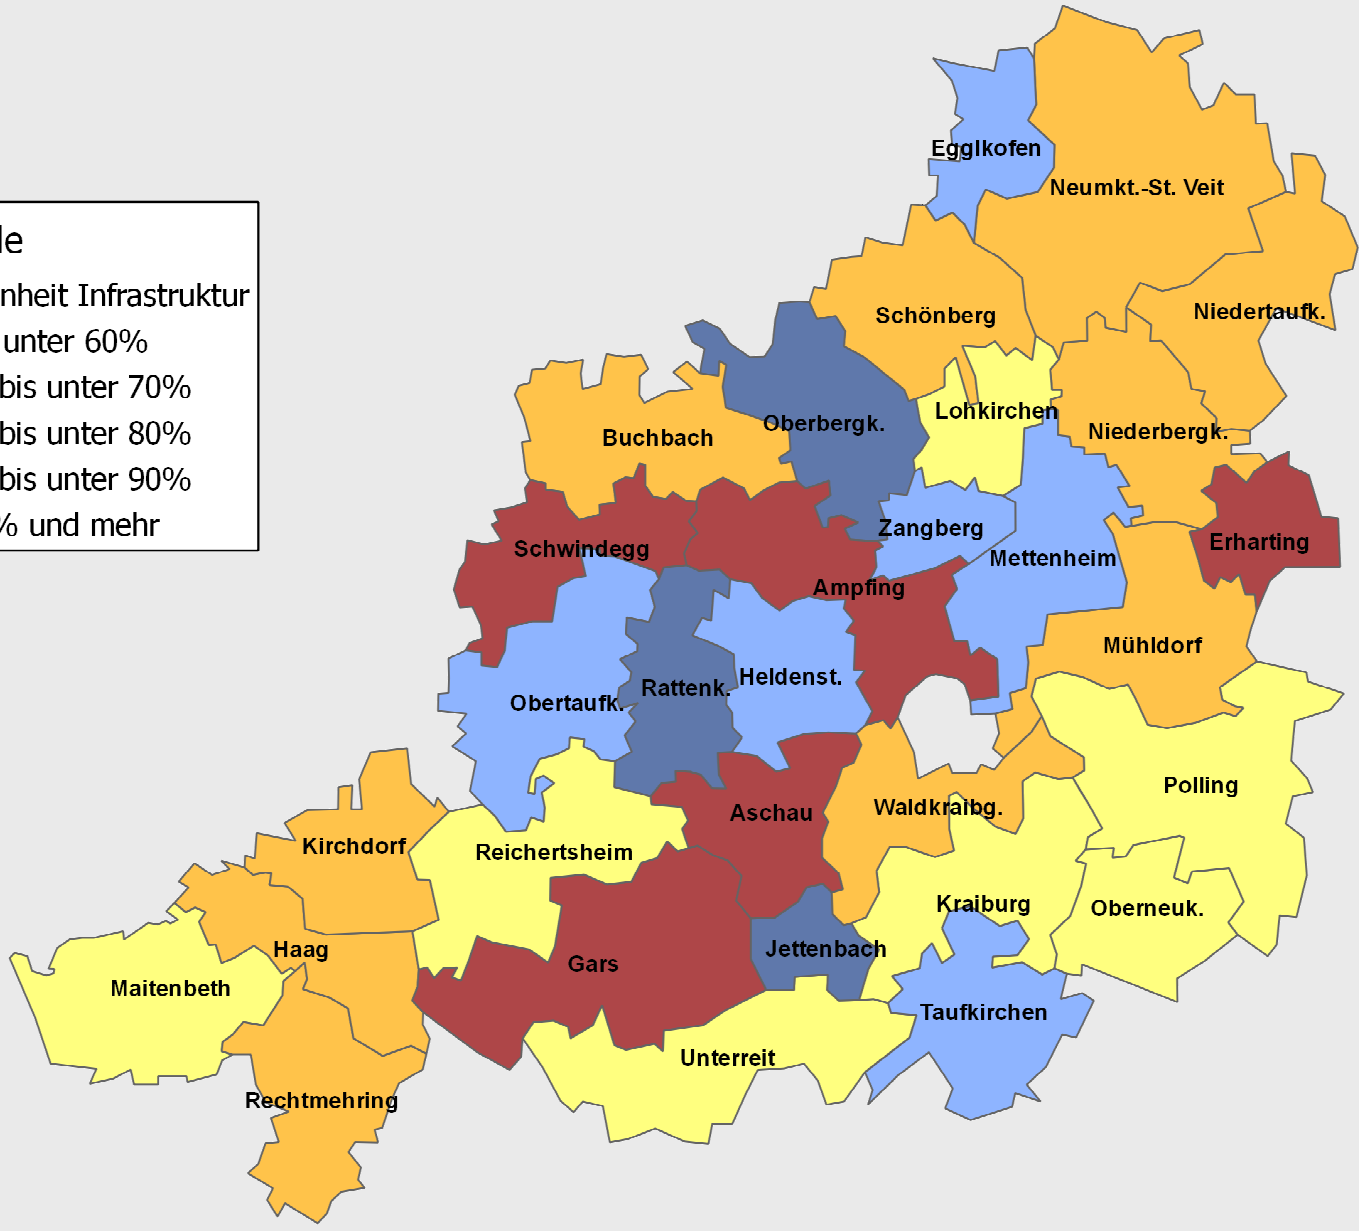 le
nheit Infrastruktur
unter 60%
bis unter 70%
bis unter 80%
bis unter 90%
% und mehr
Egglkofen
Neumkt.-St. Veit
Niedertaufk.
Schönberg
Lohkirchen
Niederbergk.
Oberbergk.
Buchbach
Zangberg
Erharting
Schwindegg
Mettenheim
Ampfing
Mühldorf
Heldenst.
Rattenk.
Obertaufk.
Polling
Waldkraibg.
Aschau
Kirchdorf
Reichertsheim
Kraiburg
Oberneuk.
Haag
Jettenbach
Gars
Maitenbeth
Taufkirchen
Unterreit
Rechtmehring